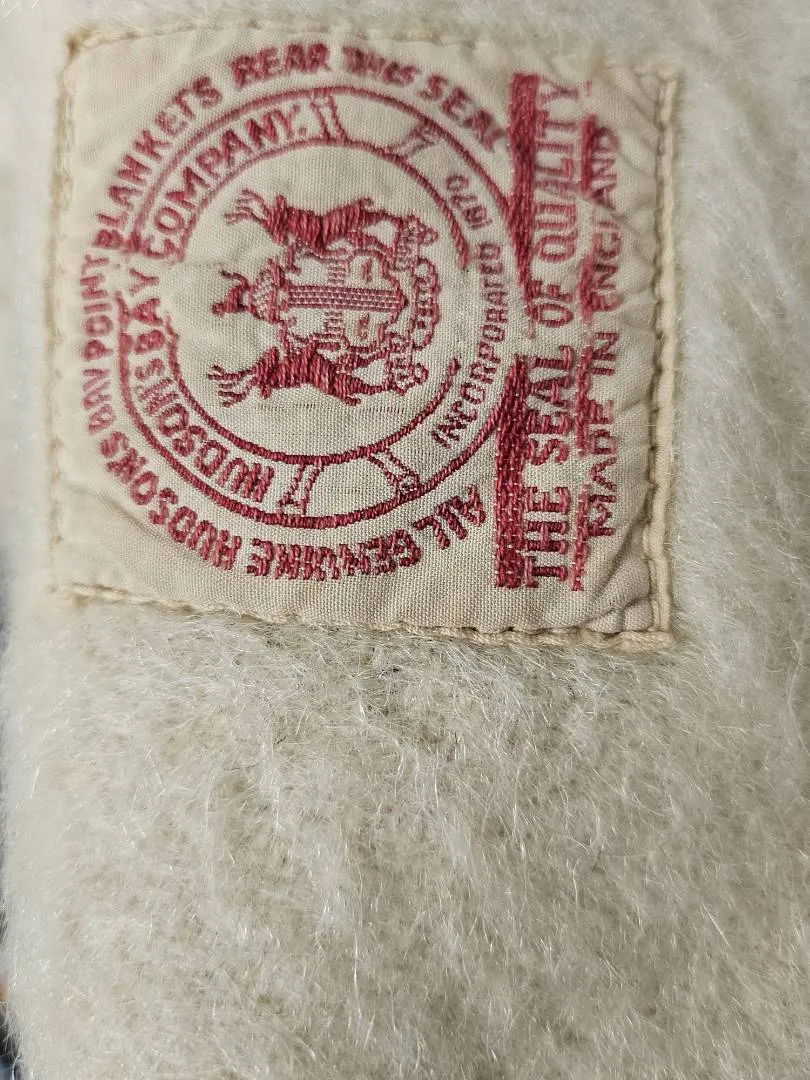 ALL GENUINE HUDSONS BAY POINT BLANKETS BEAR THIS SEAL
HUDSONS BAY COMPANY.
INCORPORATED 1670
THE SEAL OF QUALITY
MADE IN ENGLAND